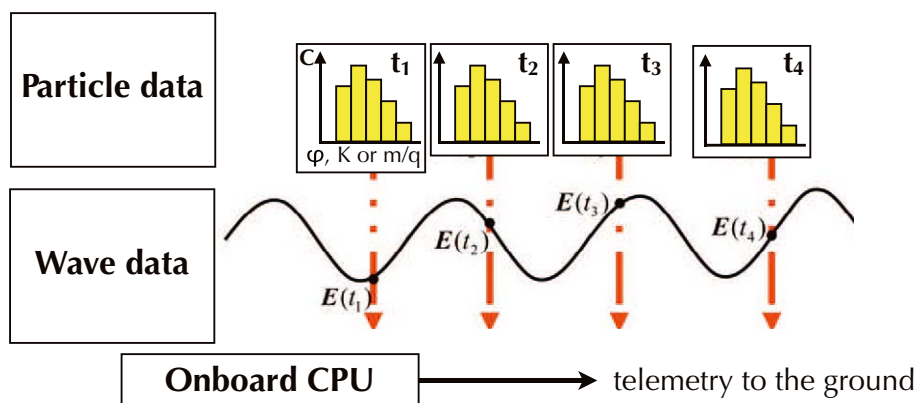 Particle data
C
t1
t2
t3
t4
φ, K or m/q
Wave data
E(t1)
E(t2)
E(t3)
E(t4)
Onboard CPU
telemetry to the ground